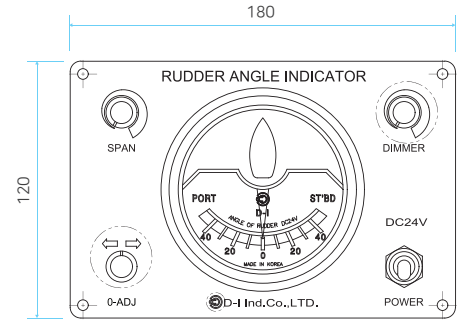 180
120
RUDDER ANGLE INDICATOR
SPAN
DIMMER
PORT
ST'BD
D-I
ANGLE OF RUDDER DC24V
40 20 0 20 40
MADE IN KOREA
DC24V
0-ADJ
D-I Ind.Co.,LTD.
POWER